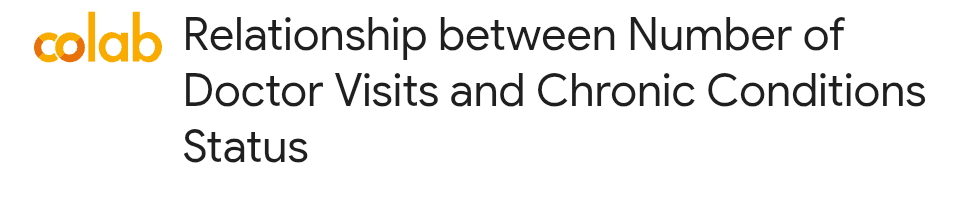 colab
Relationship between Number of
Doctor Visits and Chronic Conditions
Status